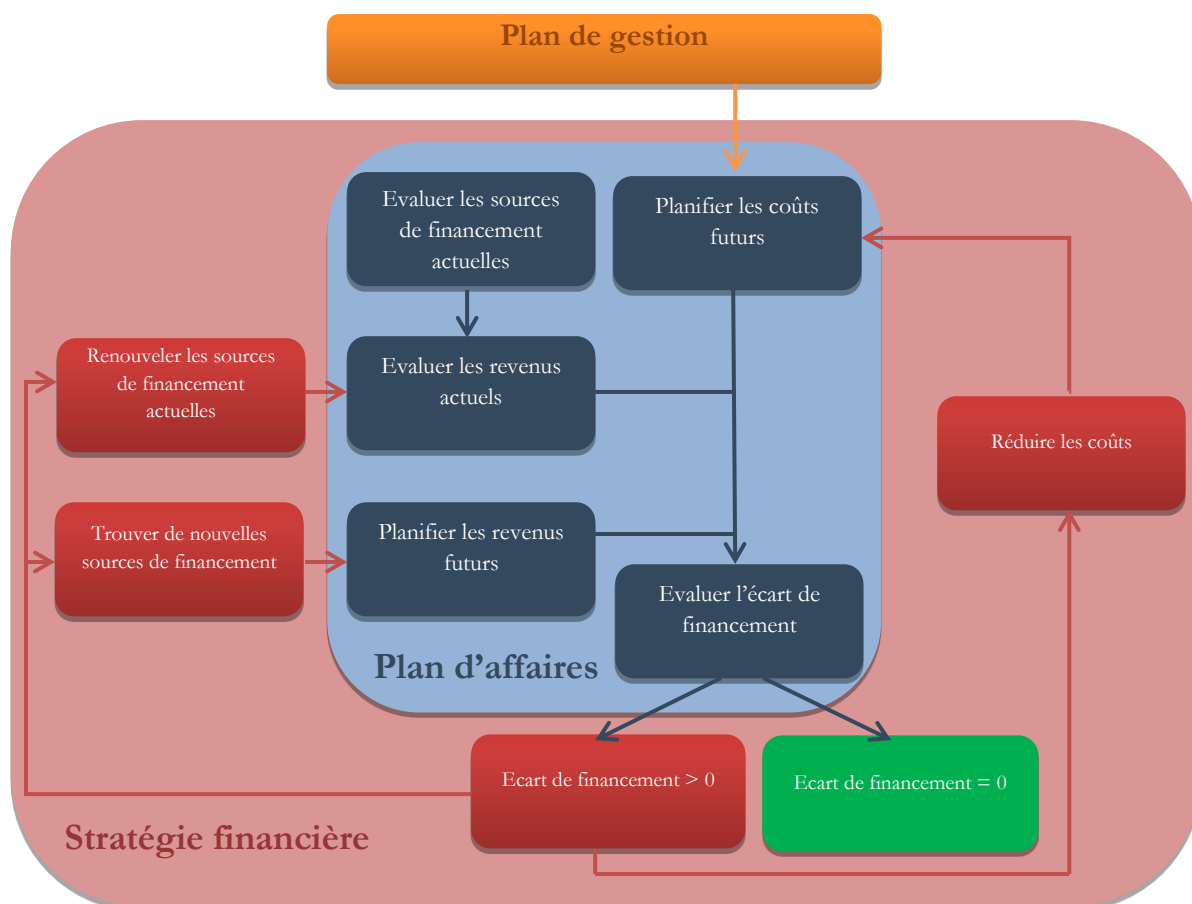 Plan de gestion
Evaluer les sources
de financement
actuelles
Planifier les coûts
futurs
Renouveler les sources
de financement
actuelles
Evaluer les revenus
actuels
Réduire les coûts
Trouver de nouvelles
sources de financement
Planifier les revenus
futurs
Evaluer l’écart de
financement
Plan d’affaires
Ecart de financement > 0
Ecart de financement = 0
Stratégie financière